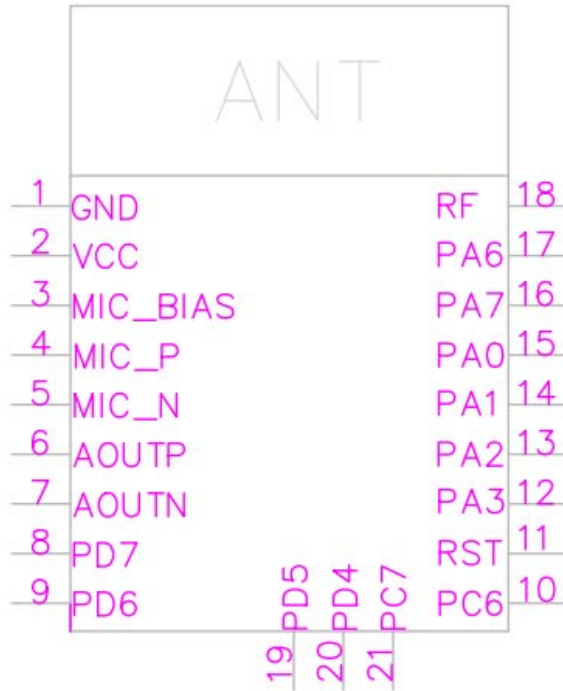 ANT
1 GND RF 18
2 VCC PA6 17
3 MIC_BIAS PA7 16
4 MIC_P PA0 15
5 MIC_N PA1 14
6 AOUTP PA2 13
7 AOUTN PA3 12
8 PD7 RST 11
9 PD6 PC6 10
PD5 PD4 PC7
19 20 21